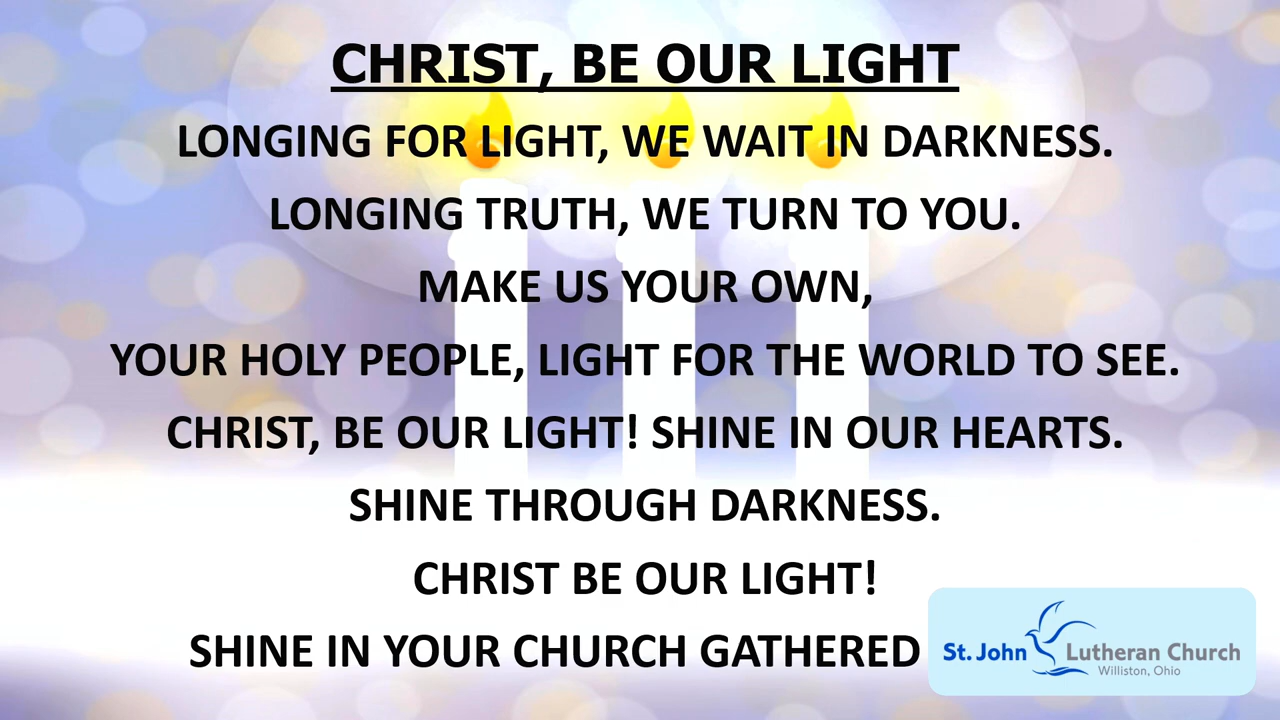 CHRIST, BE OUR LIGHT
LONGING FOR LIGHT, WE WAIT IN DARKNESS.
LONGING TRUTH, WE TURN TO YOU.
MAKE US YOUR OWN,
YOUR HOLY PEOPLE, LIGHT FOR THE WORLD TO SEE.
CHRIST, BE OUR LIGHT! SHINE IN OUR HEARTS.
SHINE THROUGH DARKNESS.
CHRIST BE OUR LIGHT!
SHINE IN YOUR CHURCH GATHERED
St. John Lutheran Church
Williston, Ohio